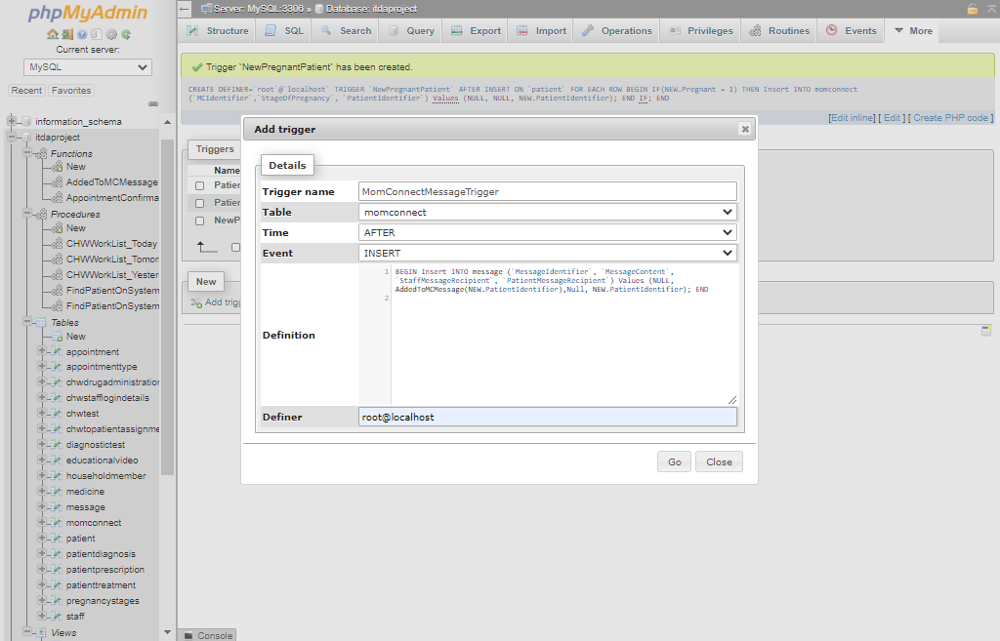 phpMyAdmin
Current server:
MySQL
Recent
Favorites
information_schema
itdaproject
Functions
New
AddedToMCMessage
AppointmentConfirma
Procedures
New
CHWWorkList_Today
CHWWorkList_Tomor
CHWWorkList_Yester
FindPatientOnSystem
FindPatientOnSystem
Tables
New
appointment
appointmenttype
chwdrugadministration
chwstafflogindetails
chwtest
chwtopatientassignme
diagnostictest
educationalvideo
householdmember
medicine
message
momconnect
patient
patientdiagnosis
patientprescription
patienttreatment
pregnancystages
staff
Views
Server: MySQL:3306 » Database: itdaproject
Structure SQL Search Query Export Import Operations Privileges Routines Events More
Trigger `NewPregnantPatient` has been created.
CREATE DEFINER=`root`@`localhost` TRIGGER `NewPregnantPatient` AFTER INSERT ON `patient` FOR EACH ROW BEGIN IF(NEW.Pregnant = 1) THEN Insert INTO momconnect
(`MCIdentifier`,`StageOfPregnancy`, `PatientIdentifier`) Values (NULL, NULL, NEW.PatientIdentifier); END IF; END
[Edit inline] [ Edit ] [ Create PHP code ]
Triggers
Name
Patie
Patier
NewP
New
Add trigg
Add trigger
Details
Trigger name MomConnectMessageTrigger
Table momconnect
Time AFTER
Event INSERT
Definition
1 BEGIN Insert INTO message (`MessageIdentifier`, `MessageContent`,
`StaffMessageRecipient`, `PatientMessageRecipient`) Values (NULL,
AddedToMCMessage(NEW.PatientIdentifier),Null, NEW.PatientIdentifier); END
2
Definer root@localhost
Go Close
Console